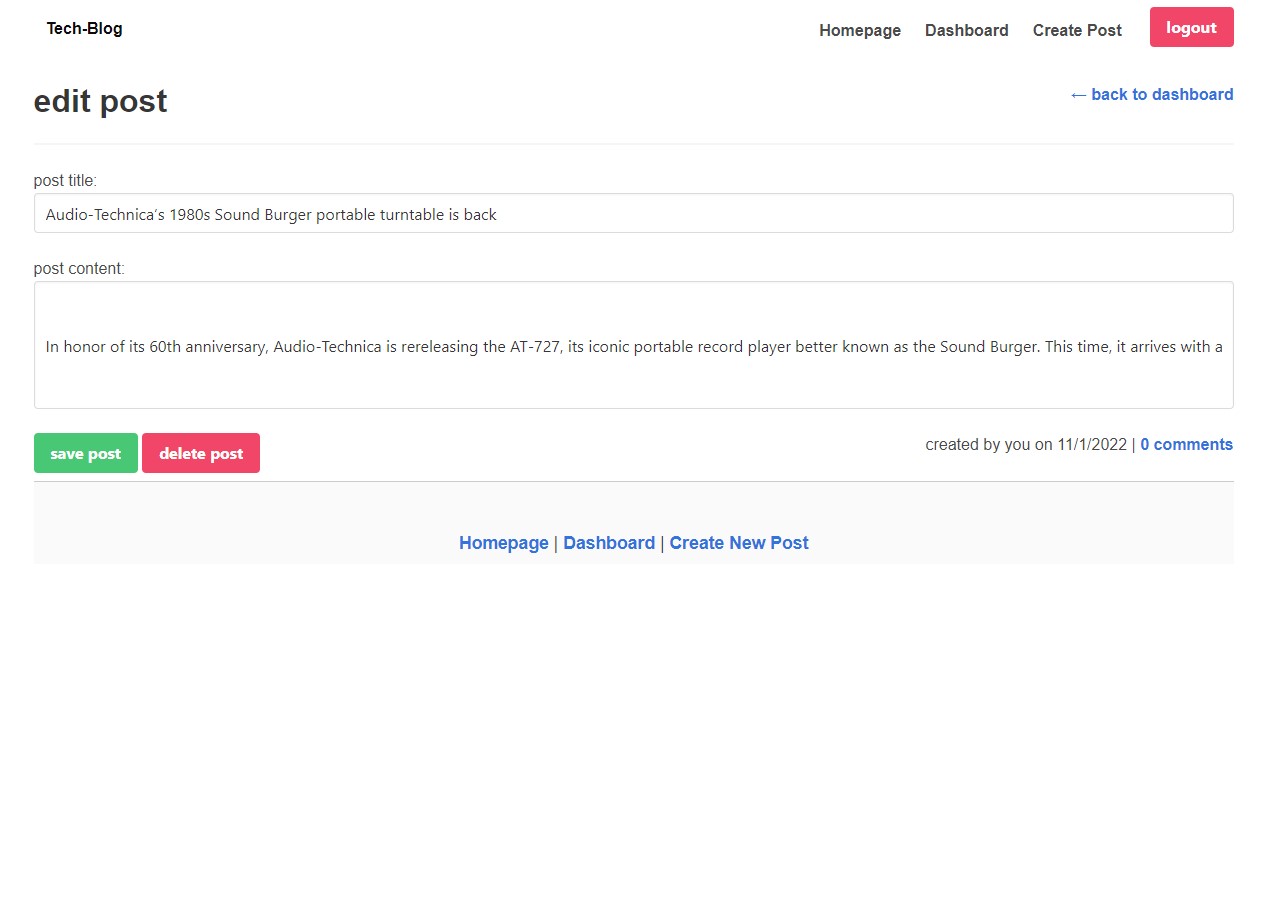 Tech-Blog
Homepage Dashboard Create Post logout
edit post
← back to dashboard
post title:
Audio-Technica’s 1980s Sound Burger portable turntable is back
post content:
In honor of its 60th anniversary, Audio-Technica is rereleasing the AT-727, its iconic portable record player better known as the Sound Burger. This time, it arrives with a
save post delete post
created by you on 11/1/2022 | 0 comments
Homepage | Dashboard | Create New Post